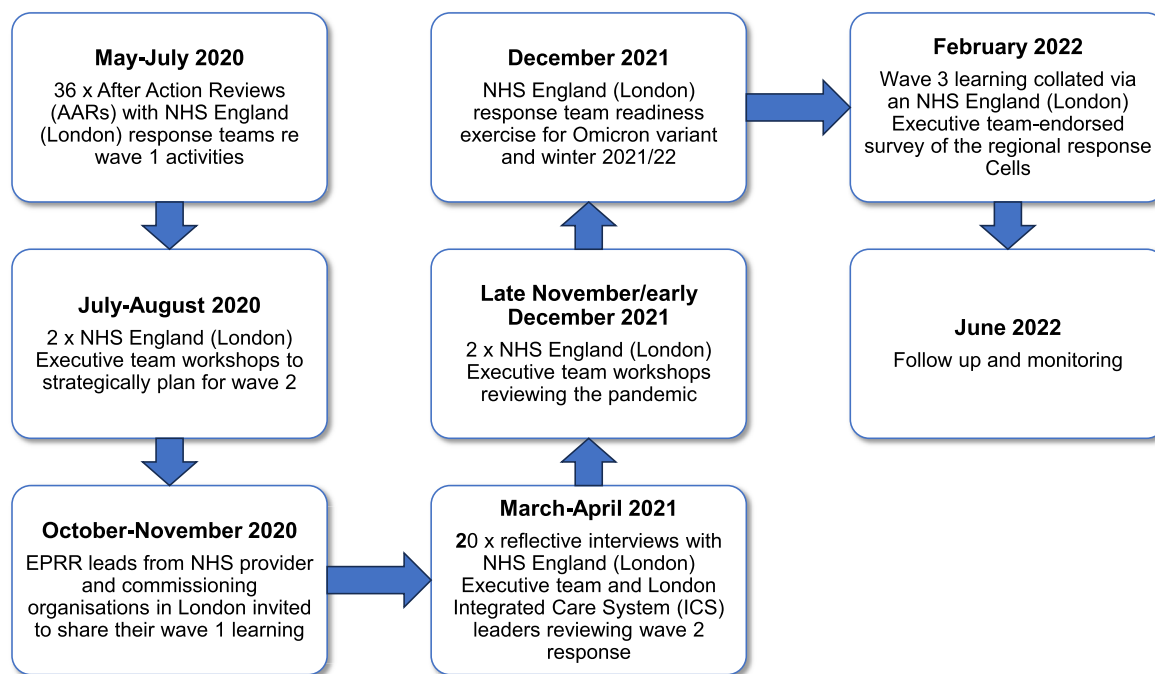 May-July 2020
36 x After Action Reviews
(AARs) with NHS England
(London) response teams re
wave 1 activities
July-August 2020
2 x NHS England (London)
Executive team workshops to
strategically plan for wave 2
October-November 2020
EPRR leads from NHS provider
and commissioning
organisations in London invited
to share their wave 1 learning
March-April 2021
20 x reflective interviews with
NHS England (London)
Executive team and London
Integrated Care System (ICS)
leaders reviewing wave 2
response
Late November/early
December 2021
2 x NHS England (London)
Executive team workshops
reviewing the pandemic
December 2021
NHS England (London)
response team readiness
exercise for Omicron variant
and winter 2021/22
February 2022
Wave 3 learning collated via
an NHS England (London)
Executive team-endorsed
survey of the regional response
Cells
June 2022
Follow up and monitoring